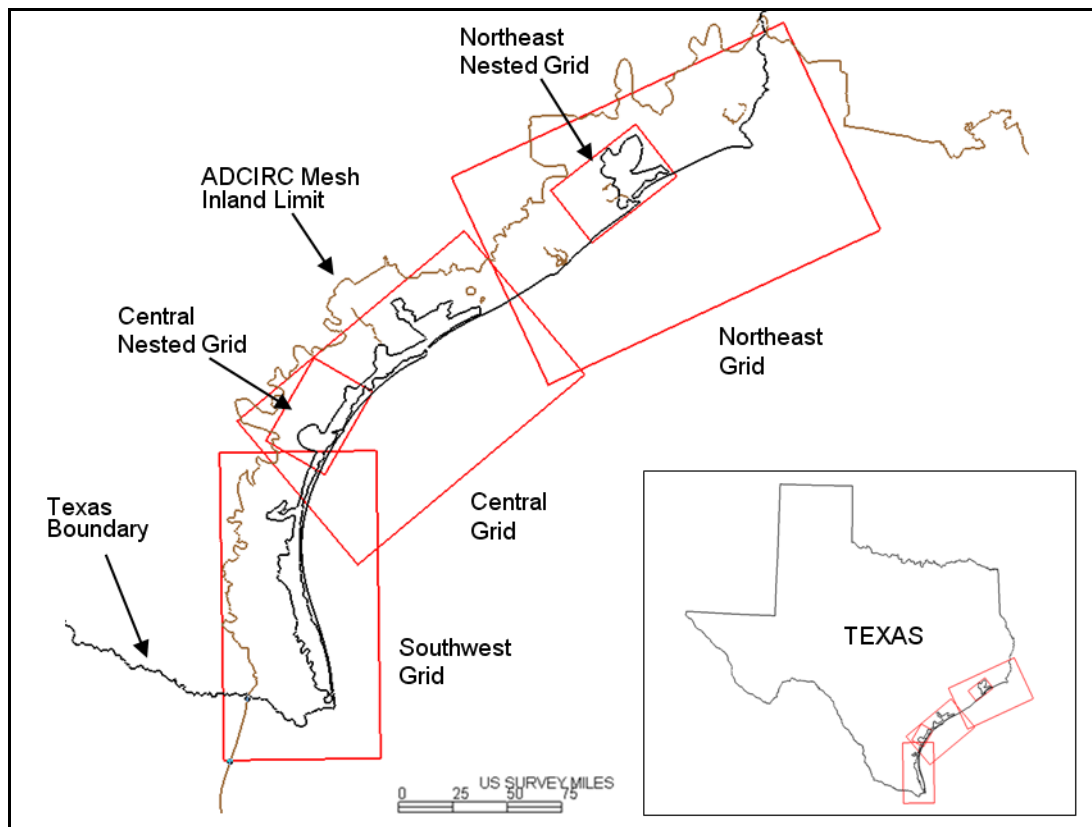 Northeast
Nested Grid
ADCIRC Mesh
Inland Limit
Central
Nested Grid
Northeast
Grid
Central
Grid
Texas
Boundary
Southwest
Grid
TEXAS
US SURVEY MILES
0 25 50 75